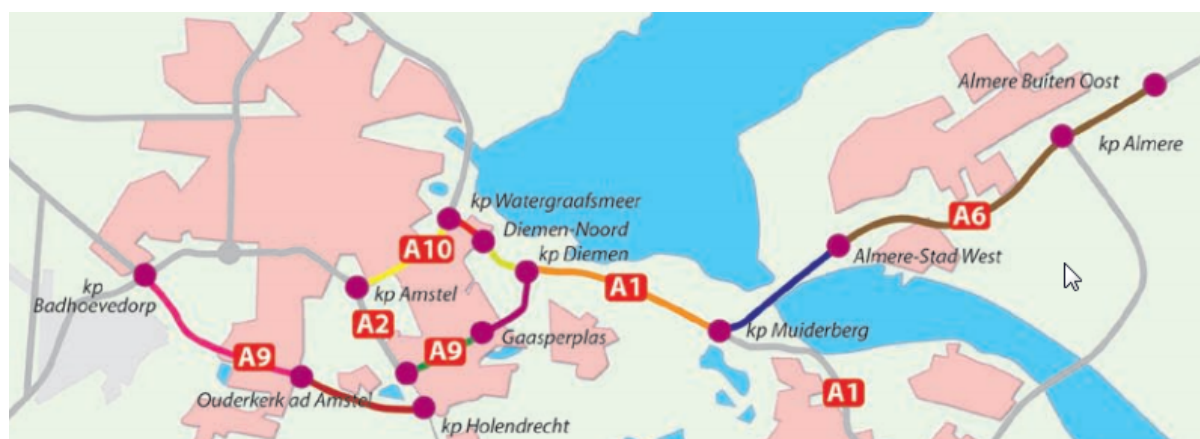 Almere Buiten Oost
kp Almere
kp Watergraafsmeer
Diemen-Noord
A6
A10
kp Diemen
Almere-Stad West
kp
Badhoevedorp
kp Amstel
A1
A2
kp Muiderberg
Gaasperplas
A9
A9
Ouderkerk ad Amstel
A1
kp Holendrecht